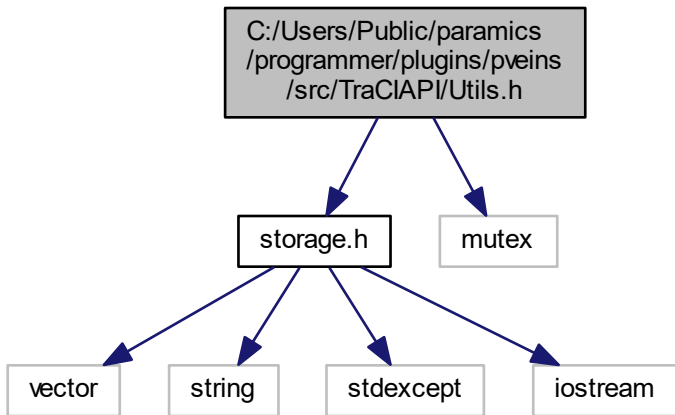 C:/Users/Public/paramics
/programmer/plugins/pveins
/src/TraCIAPI/Utils.h
storage.h
mutex
vector
string
stdexcept
iostream